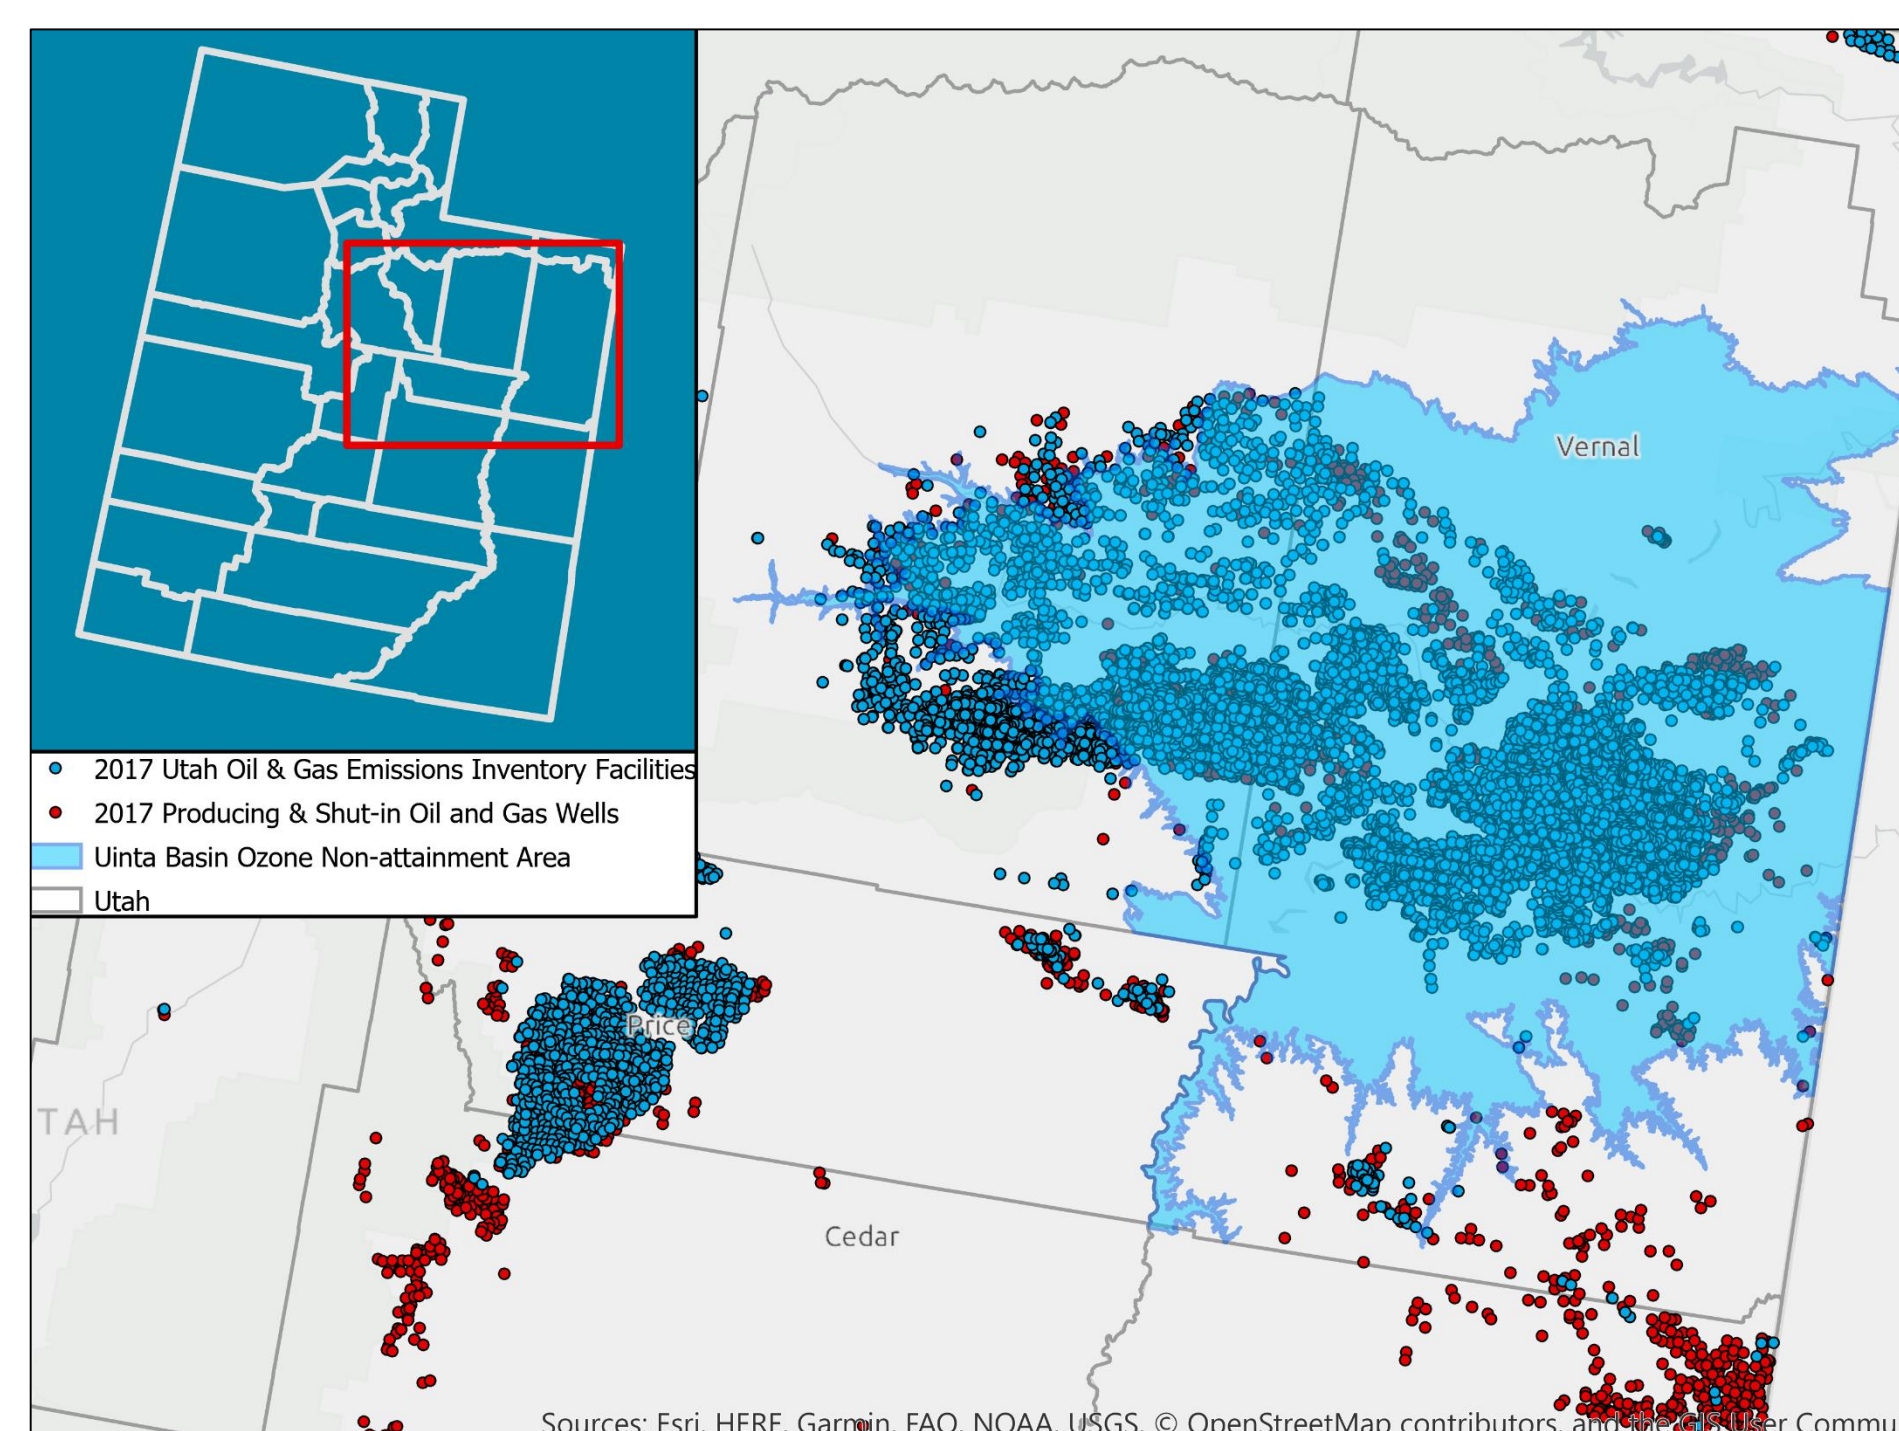 Vernal
2017 Utah Oil & Gas Emissions Inventory Facilities
2017 Producing & Shut-in Oil and Gas Wells
Uinta Basin Ozone Non-attainment Area
Utah
Price
TAH
Cedar
Sources: Esri, HERE, Garmin, FAO, NOAA, USGS, © OpenStreetMap contributors, and the GIS User Commu